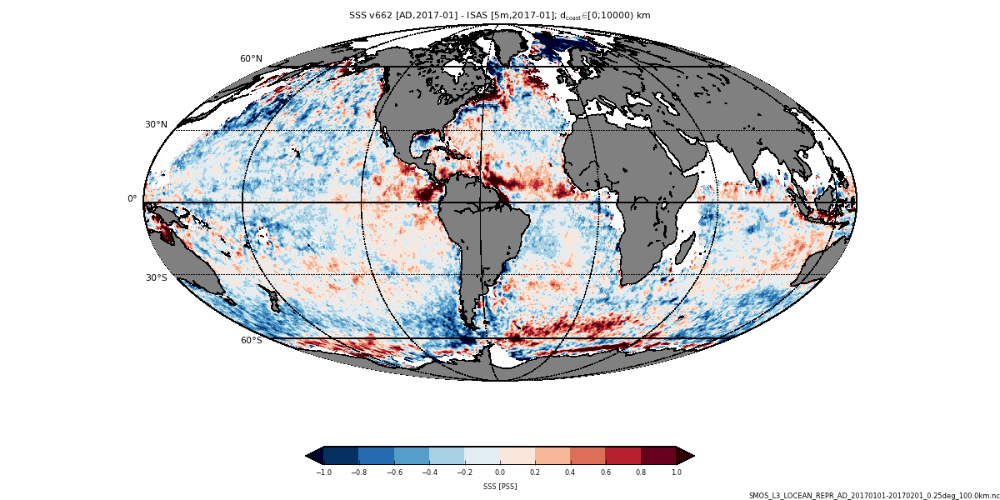 SSS v662 [AD,2017-01] - ISAS [5m,2017-01]; d_coast∈[0;10000) km
60°N
30°N
0°
30°S
60°S
−1.0 −0.8 −0.6 −0.4 −0.2 0.0 0.2 0.4 0.6 0.8 1.0
SSS [PSS]
SMOS_L3_LOCEAN_REPR_AD_20170101-20170201_0.25deg_100.0km.nc